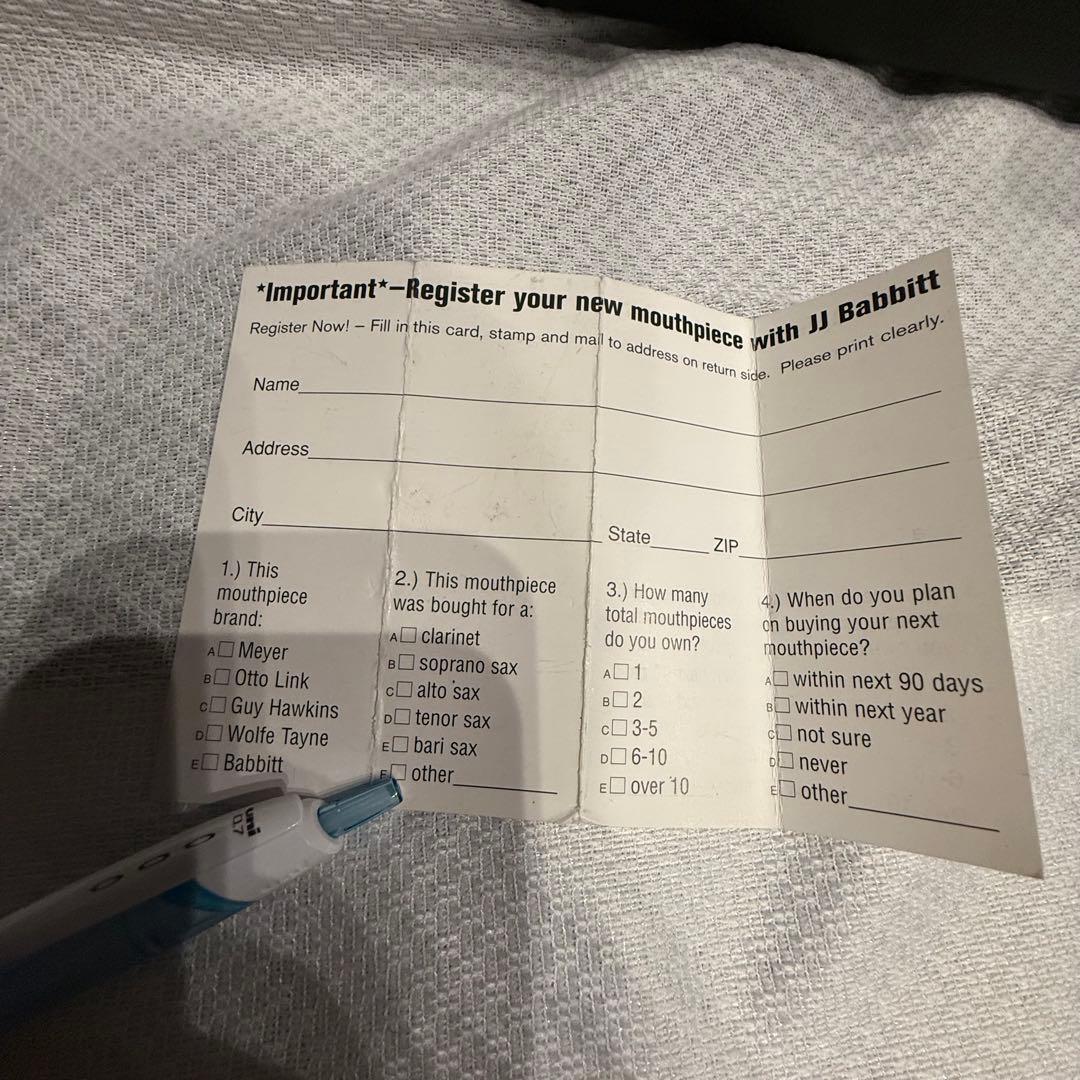 *Important*–Register your new mouthpiece with JJ Babbitt
Register Now! – Fill in this card, stamp and mail to address on return side. Please print clearly.
Name
Address
City State ZIP
1.) This
mouthpiece
brand:
A Meyer
B Otto Link
C Guy Hawkins
D Wolfe Tayne
E Babbitt
2.) This mouthpiece
was bought for a:
A clarinet
B soprano sax
C alto sax
D tenor sax
E bari sax
F other
3.) How many
total mouthpieces
do you own?
A 1
B 2
C 3-5
D 6-10
E over 10
4.) When do you plan
on buying your next
mouthpiece?
A within next 90 days
B within next year
C not sure
D never
E other
uni
0.7